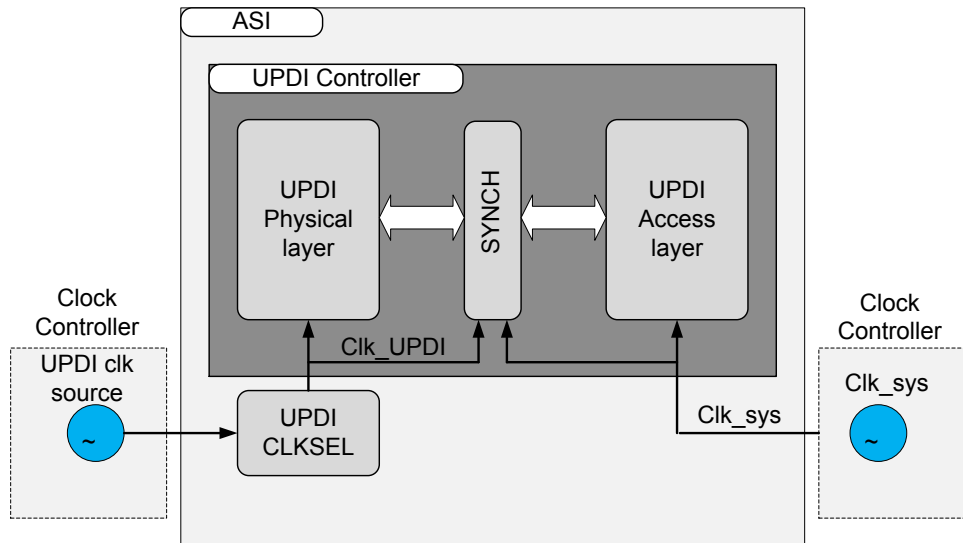 ASI
UPDI Controller
UPDI
Physical
layer
SYNCH
UPDI
Access
layer
Clock
Controller
UPDI clk
source
~
Clk_UPDI
UPDI
CLKSEL
Clk_sys
Clock
Controller
Clk_sys
~